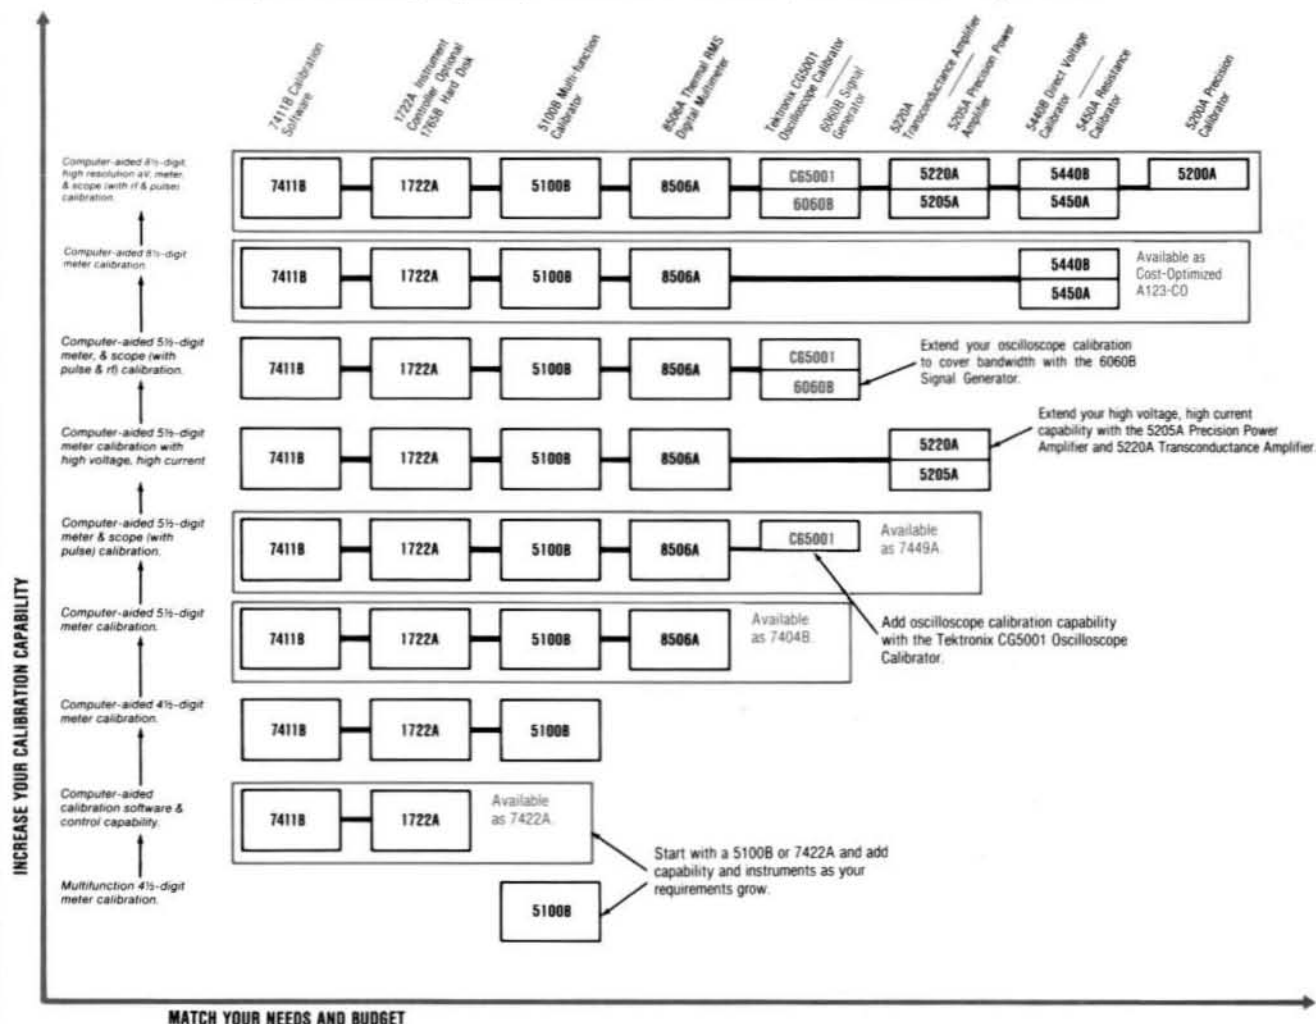 7411B Calibration
Software
1722A Instrument
Controller Optional
1765B Hard Disk
5100B Multi-function
Calibrator
8506A Thermal RMS
Digital Multimeter
Tektronix CG5001
Oscilloscope Calibrator
6060B Signal
Generator
5220A
Transconductance Amplifier
5205A Precision Power
Amplifier
5440B Direct Voltage
Calibrator
5450A Resistance
Calibrator
5200A Precision
Calibrator
Computer-aided 8½-digit,
high resolution aV, meter,
& scope (with rf & pulse)
calibration.
7411B
1722A
5100B
8506A
CG5001
6060B
5220A
5205A
5440B
5450A
5200A
Computer-aided 8½-digit
meter calibration.
7411B
1722A
5100B
8506A
5440B
5450A
Available as
Cost-Optimized
A123-CO
Computer-aided 5½-digit
meter, & scope (with
pulse & rf) calibration.
7411B
1722A
5100B
8506A
CG5001
6060B
Extend your oscilloscope calibration
to cover bandwidth with the 6060B
Signal Generator.
Computer-aided 5½-digit
meter calibration with
high voltage, high current
7411B
1722A
5100B
8506A
5220A
5205A
Extend your high voltage, high current
capability with the 5205A Precision Power
Amplifier and 5220A Transconductance Amplifier.
Computer-aided 5½-digit
meter & scope (with
pulse) calibration.
7411B
1722A
5100B
8506A
CG5001
Available
as 7449A.
Computer-aided 5½-digit
meter calibration.
7411B
1722A
5100B
8506A
Available
as 7404B.
Add oscilloscope calibration capability
with the Tektronix CG5001 Oscilloscope
Calibrator.
Computer-aided 4½-digit
meter calibration.
7411B
1722A
5100B
Computer-aided
calibration software &
control capability.
7411B
1722A
Available
as 7422A.
Start with a 5100B or 7422A and add
capability and instruments as your
requirements grow.
Multifunction 4½-digit
meter calibration.
5100B
INCREASE YOUR CALIBRATION CAPABILITY
MATCH YOUR NEEDS AND BUDGET